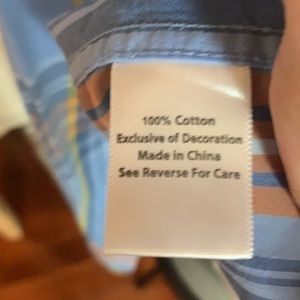 100% Cotton
Exclusive of Decoration
Made in China
See Reverse For Care